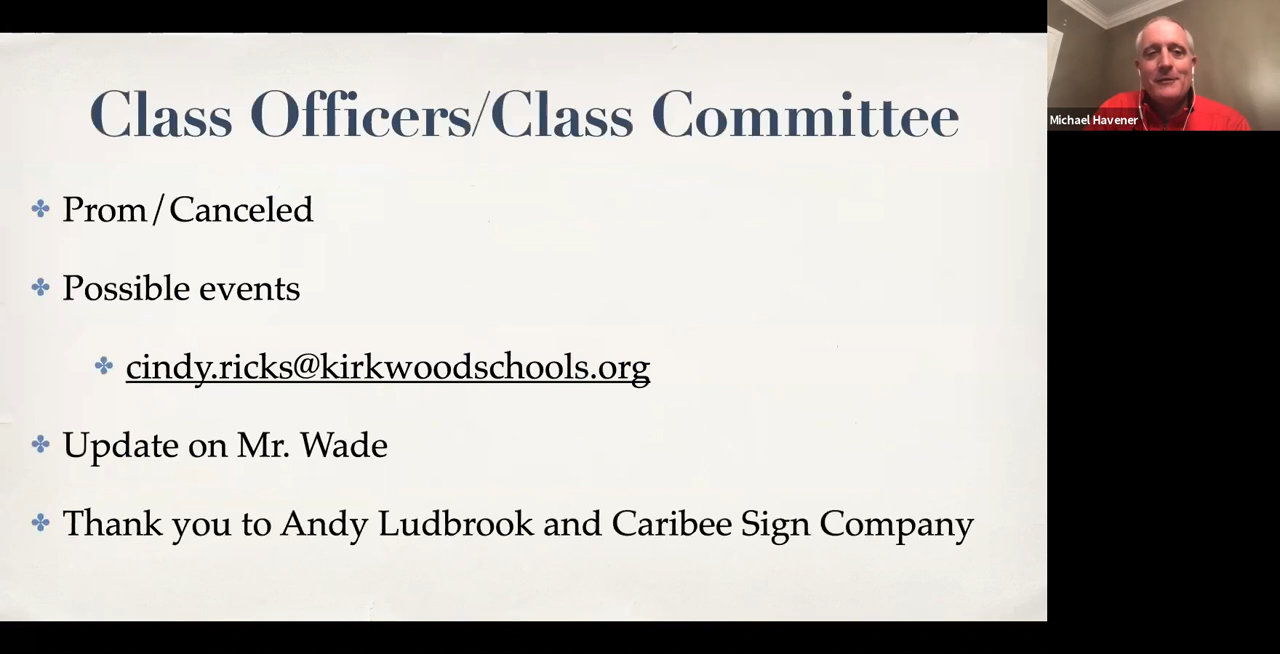 Class Officers/Class Committee
Prom/Canceled
Possible events
cindy.ricks@kirkwoodschools.org
Update on Mr. Wade
Thank you to Andy Ludbrook and Caribee Sign Company
Michael Havener